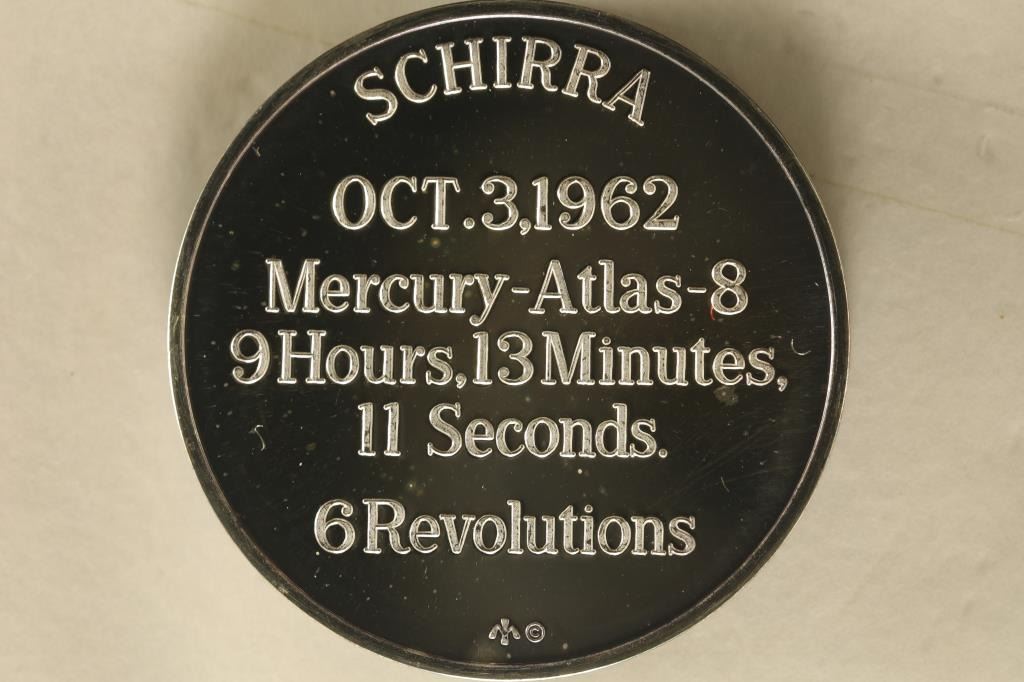 SCHIRRA
OCT.3,1962
Mercury-Atlas-8
9 Hours, 13 Minutes,
11 Seconds.
6 Revolutions
©